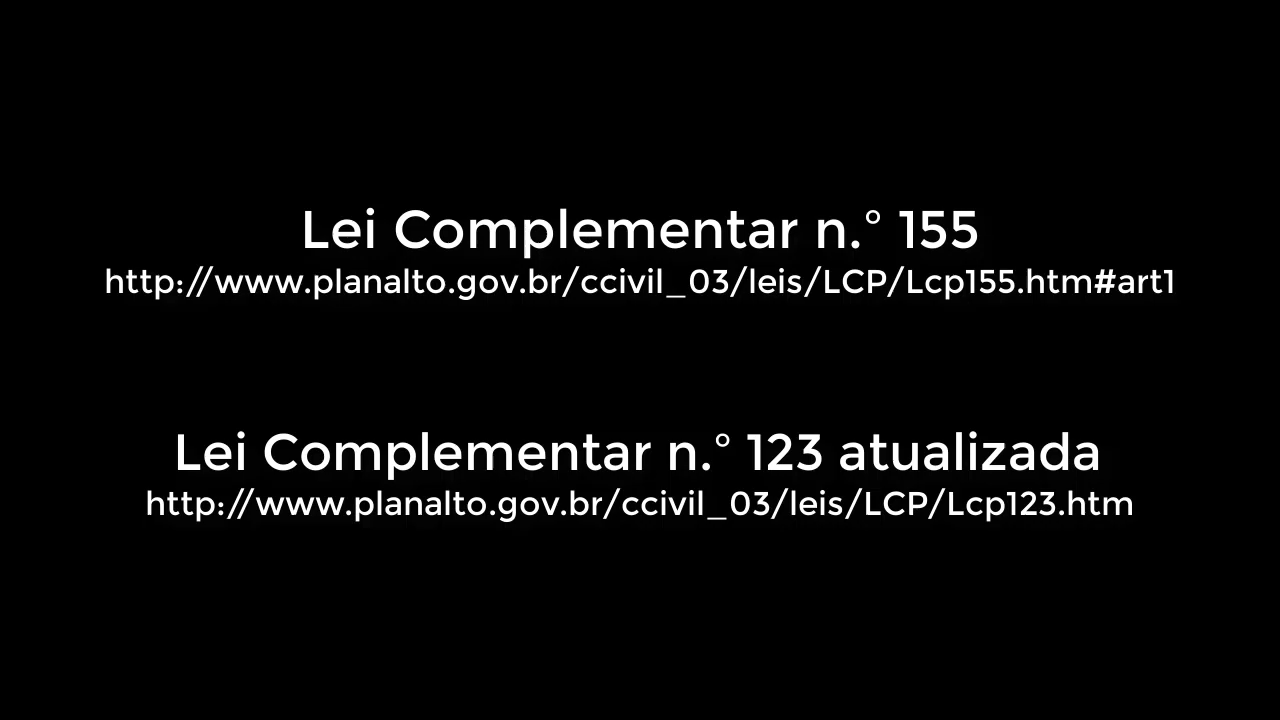 Lei Complementar n.° 155
http://www.planalto.gov.br/ccivil_03/leis/LCP/Lcp155.htm#art1
Lei Complementar n.° 123 atualizada
http://www.planalto.gov.br/ccivil_03/leis/LCP/Lcp123.htm